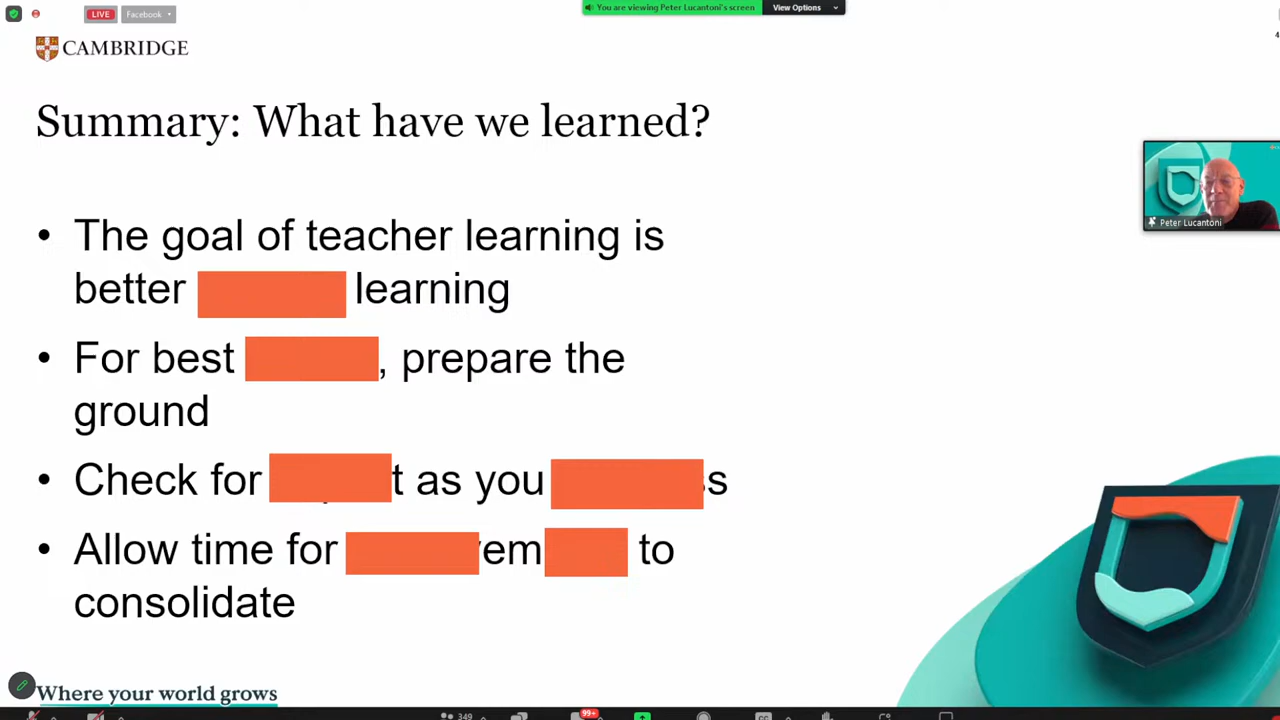 LIVE
Facebook
You are viewing Peter Lucantoni's screen
View Options
CAMBRIDGE
Summary: What have we learned?
Peter Lucantoni
• The goal of teacher learning is
better learning
• For best , prepare the
ground
• Check for t as you s
• Allow time for em to
consolidate
Where your world grows
349
99+